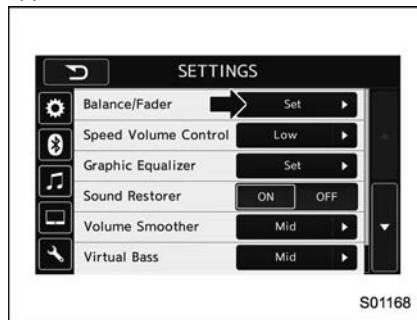 SETTINGS
Balance/Fader Set
Speed Volume Control Low
Graphic Equalizer Set
Sound Restorer ON OFF
Volume Smoother Mid
Virtual Bass Mid
S01168